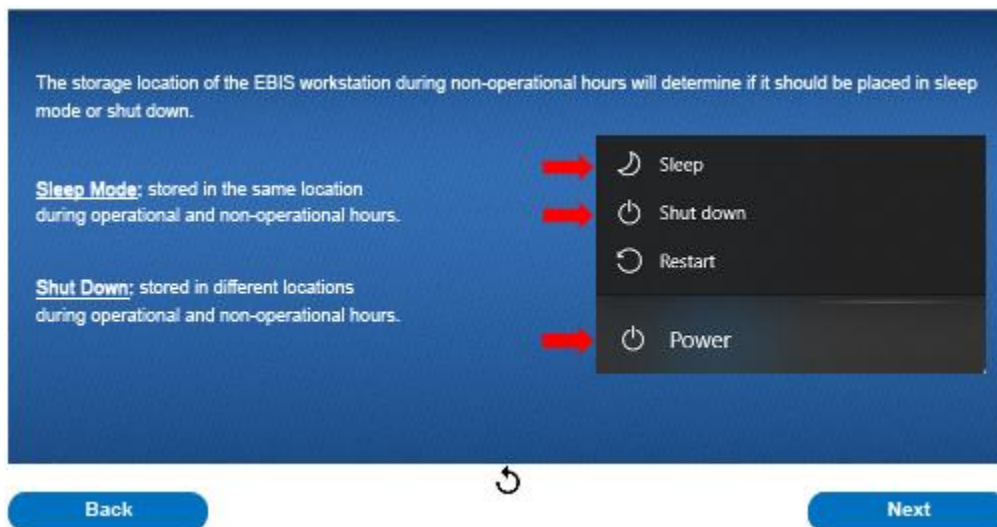 The storage location of the EBIS workstation during non-operational hours will determine if it should be placed in sleep
mode or shut down.
Sleep Mode: stored in the same location
during operational and non-operational hours.
Shut Down: stored in different locations
during operational and non-operational hours.
Sleep
Shut down
Restart
Power
Back
Next